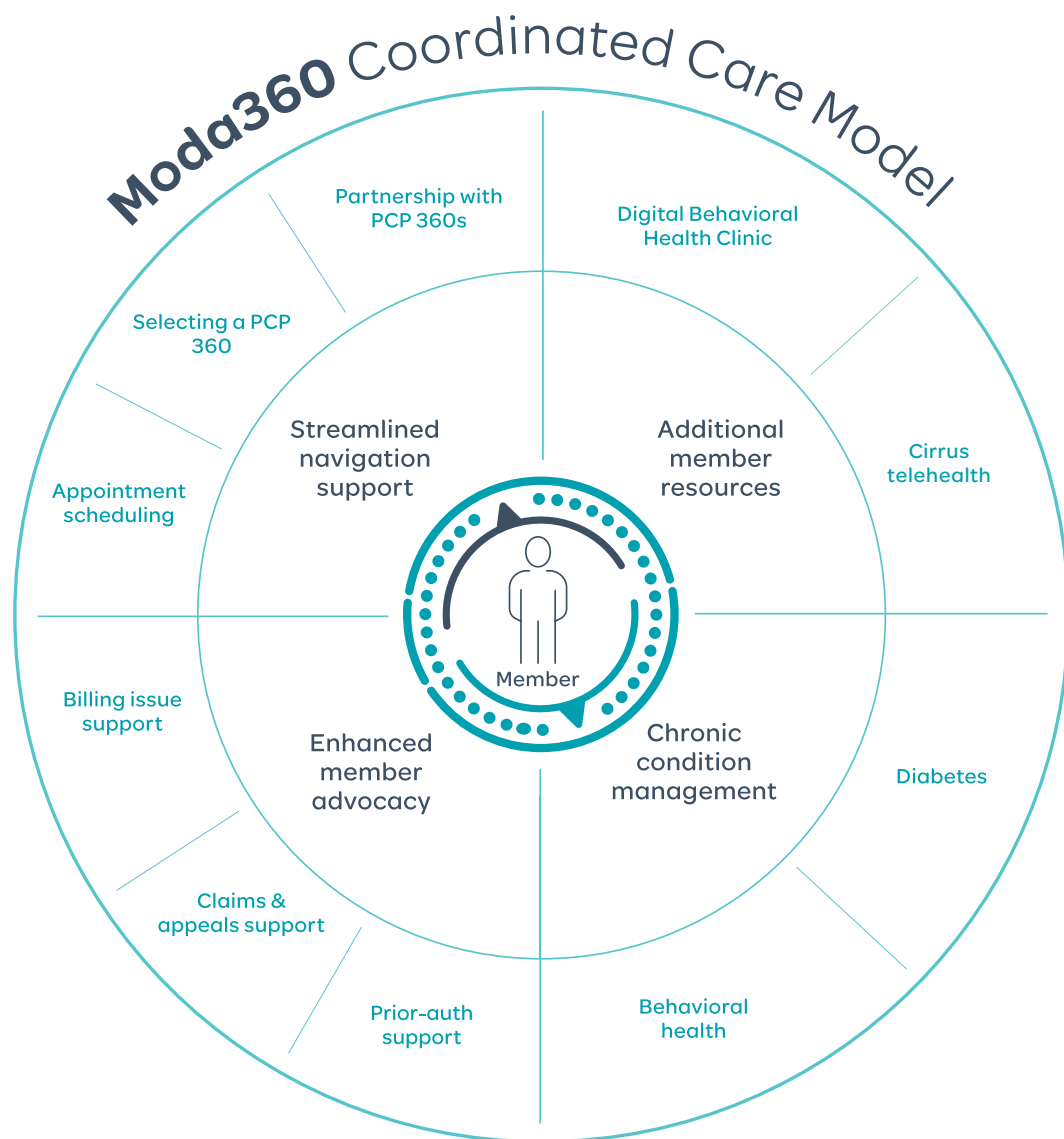 Moda360 Coordinated Care Model
Partnership with
PCP 360s
Digital Behavioral
Health Clinic
Selecting a PCP
360
Streamlined
navigation
support
Additional
member
resources
Cirrus
telehealth
Appointment
scheduling
Member
Billing issue
support
Enhanced
member
advocacy
Chronic
condition
management
Diabetes
Claims &
appeals support
Prior-auth
support
Behavioral
health